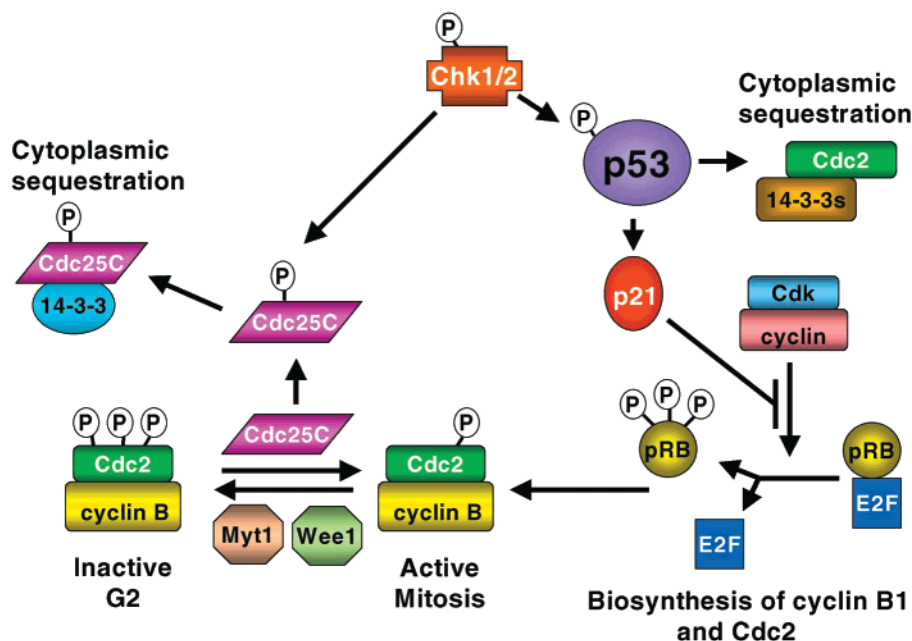 P
Chk1/2
Cytoplasmic
sequestration
P
p53
Cdc2
14-3-3s
Cytoplasmic
sequestration
P
Cdc25C
14-3-3
P
Cdc25C
p21
Cdk
cyclin
P P P
Cdc2
cyclin B
Cdc25C
P
Cdc2
cyclin B
P P P
pRB
pRB
E2F
E2F
Myt1
Wee1
Inactive
G2
Active
Mitosis
Biosynthesis of cyclin B1
and Cdc2